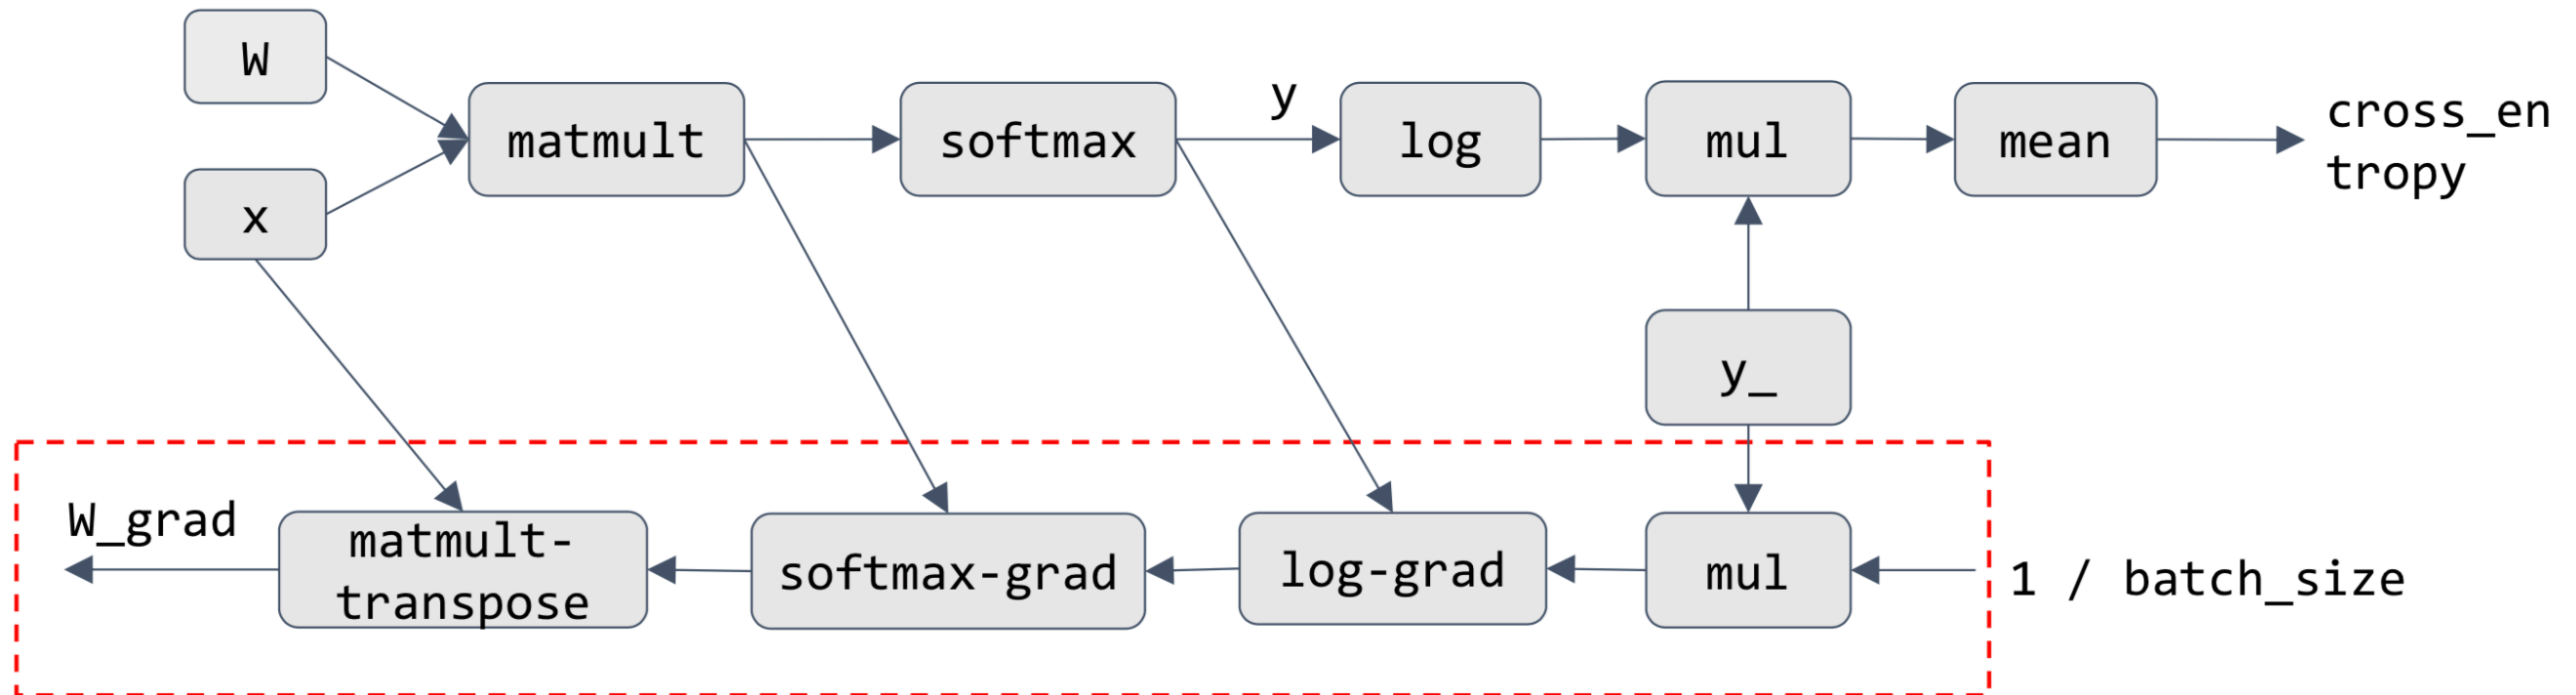 W
x
matmult
softmax
y
log
mul
mean
cross_en
tropy
y_
W_grad
matmult-
transpose
softmax-grad
log-grad
mul
1 / batch_size